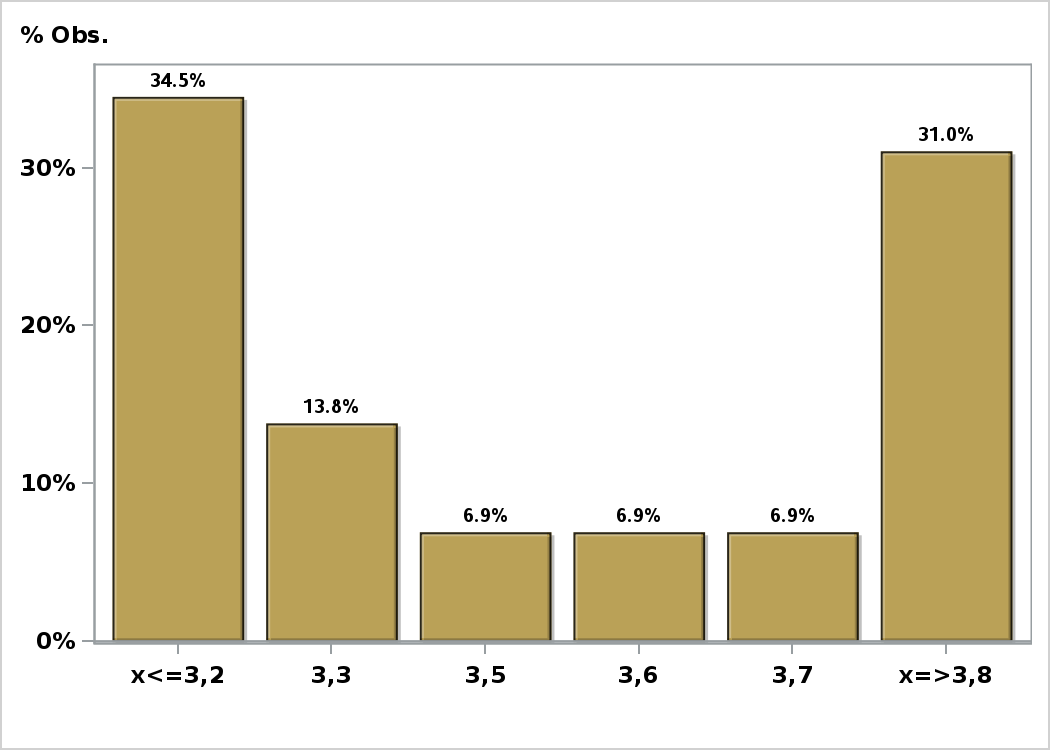 % Obs.
34.5%
31.0%
30%
20%
13.8%
10%
6.9% 6.9% 6.9%
0%
x<=3,2 3,3 3,5 3,6 3,7 x=>3,8